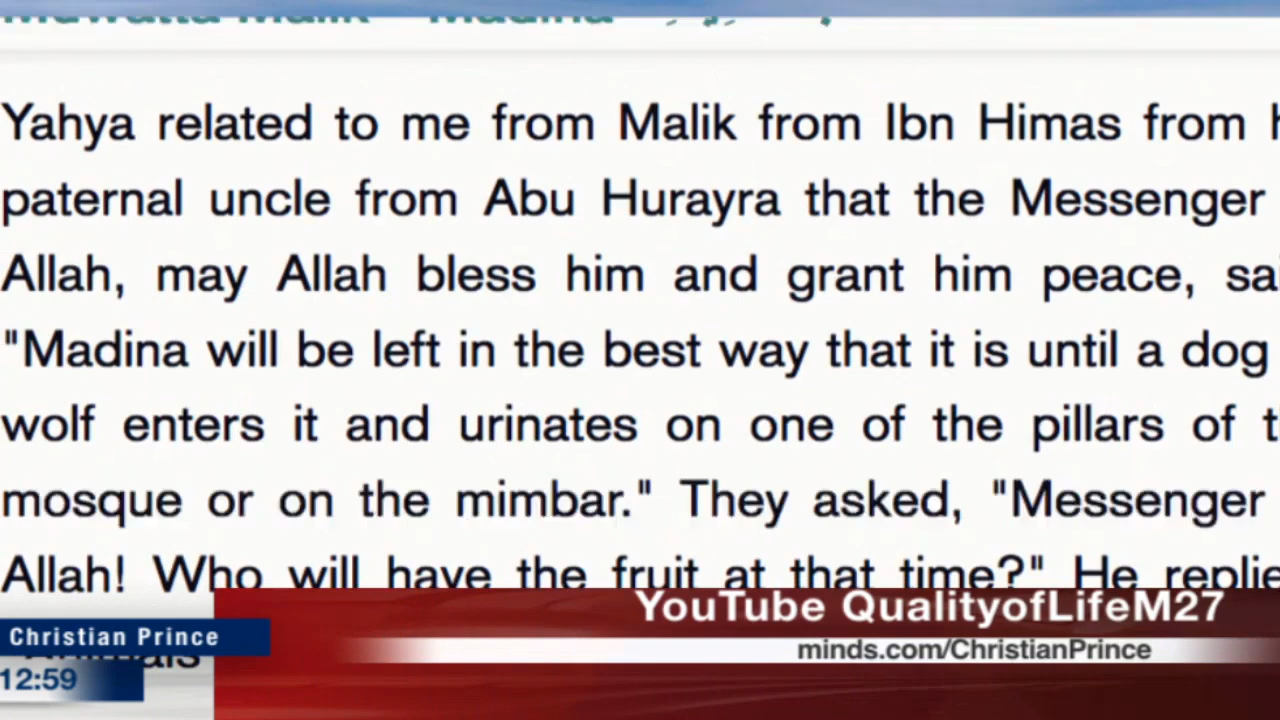 Muwatta Malik Madina
Yahya related to me from Malik from Ibn Himas from
paternal uncle from Abu Hurayra that the Messenger
Allah, may Allah bless him and grant him peace,
"Madina will be left in the best way that it is until a dog
wolf enters it and urinates on one of the pillars of
mosque or on the mimbar." They asked, "Messenger
Allah! Who will have the fruit at that time?" He
YouTube QualityofLifeM27
Christian Prince
minds.com/ChristianPrince
12:59